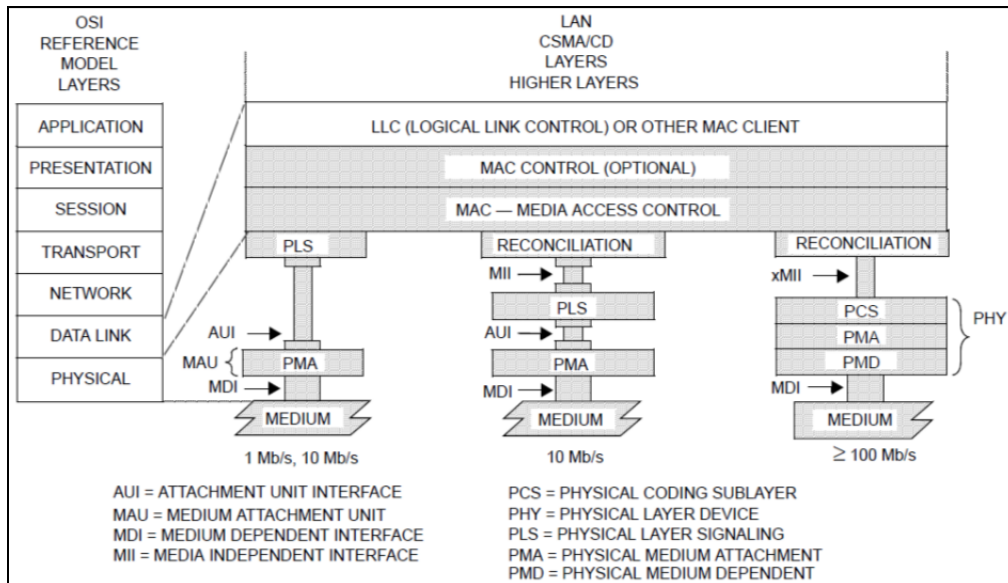 OSI
REFERENCE
MODEL
LAYERS
LAN
CSMA/CD
LAYERS
HIGHER LAYERS
APPLICATION
PRESENTATION
SESSION
TRANSPORT
NETWORK
DATA LINK
PHYSICAL
LLC (LOGICAL LINK CONTROL) OR OTHER MAC CLIENT
MAC CONTROL (OPTIONAL)
MAC — MEDIA ACCESS CONTROL
PLS
AUI
MAU
PMA
MDI
MEDIUM
1 Mb/s, 10 Mb/s
RECONCILIATION
MII
PLS
AUI
PMA
MDI
MEDIUM
10 Mb/s
RECONCILIATION
xMII
PCS
PMA
PMD
PHY
MDI
MEDIUM
≥ 100 Mb/s
AUI = ATTACHMENT UNIT INTERFACE
MAU = MEDIUM ATTACHMENT UNIT
MDI = MEDIUM DEPENDENT INTERFACE
MII = MEDIA INDEPENDENT INTERFACE
PCS = PHYSICAL CODING SUBLAYER
PHY = PHYSICAL LAYER DEVICE
PLS = PHYSICAL LAYER SIGNALING
PMA = PHYSICAL MEDIUM ATTACHMENT
PMD = PHYSICAL MEDIUM DEPENDENT